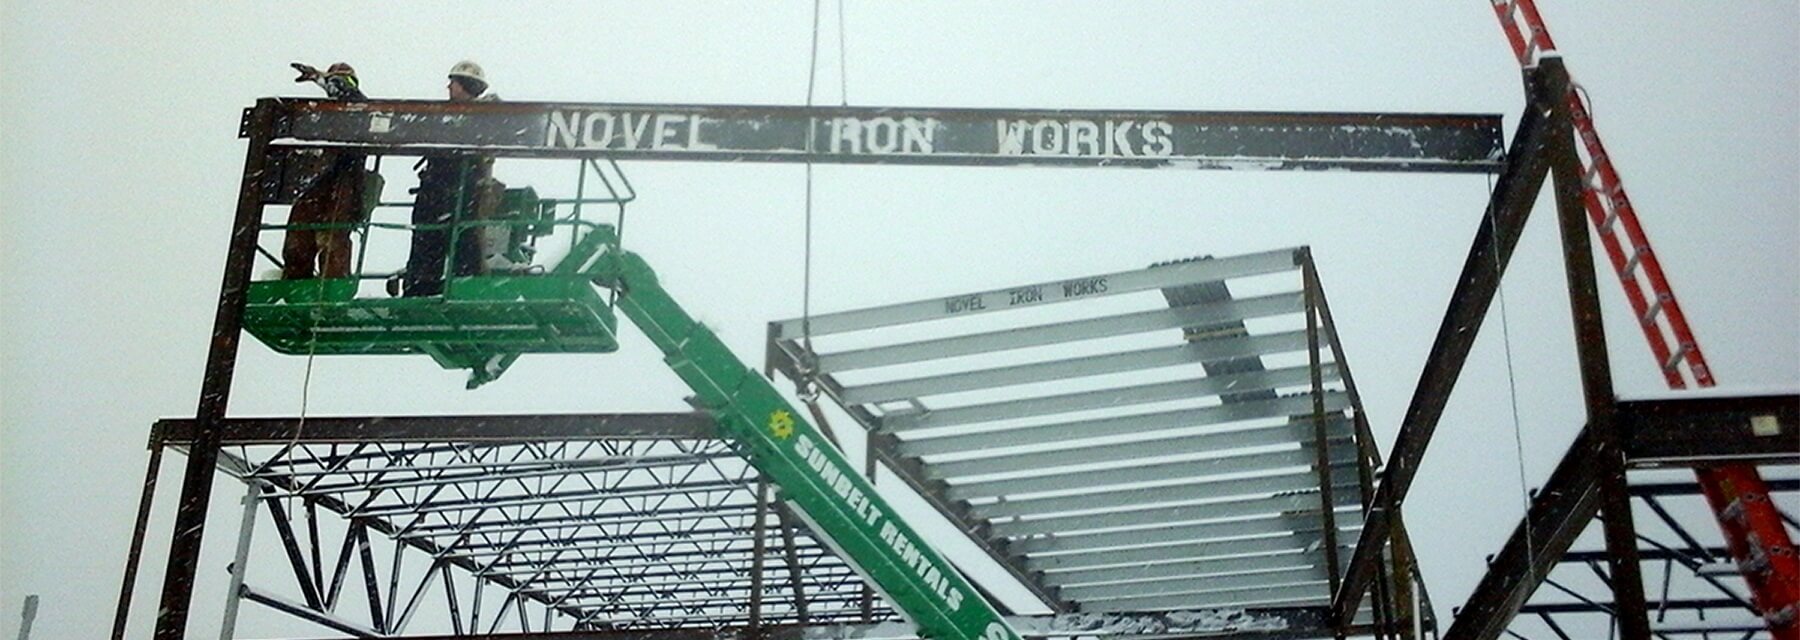 NOVEL IRON WORKS
NOVEL IRON WORKS
SUNBELT RENTALS
S